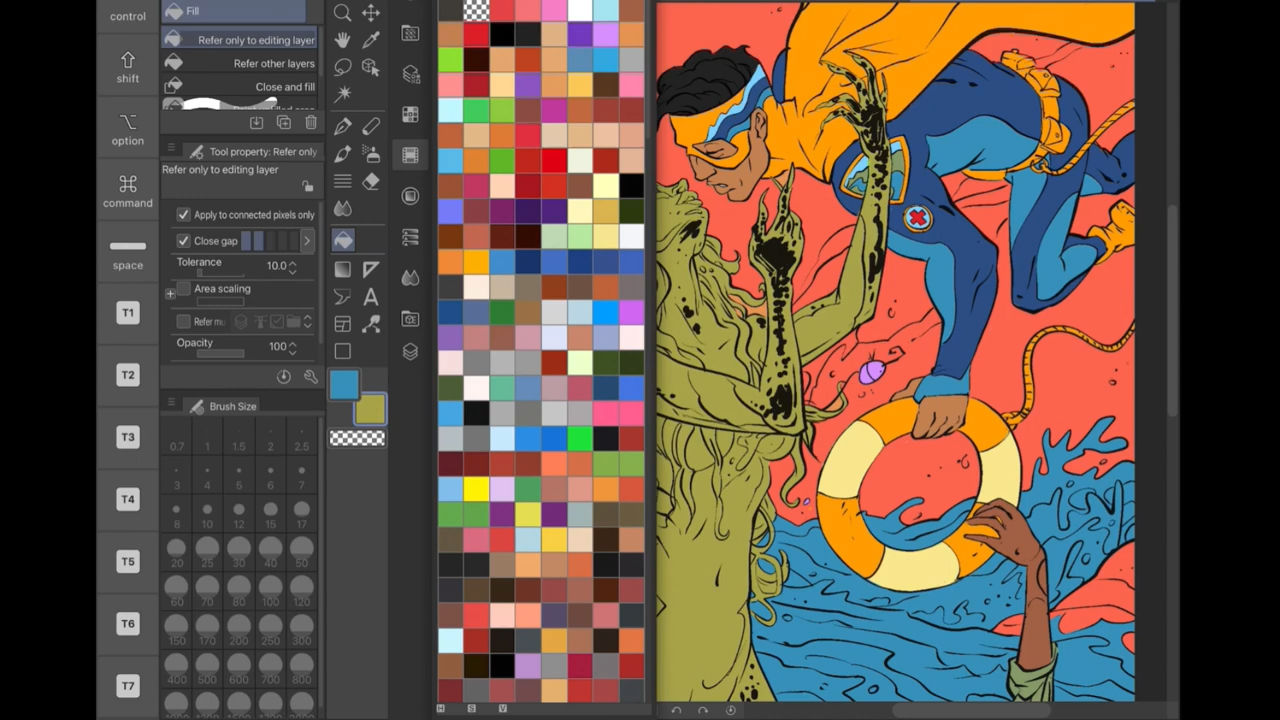 control
shift
option
command
space
T1
T2
T3
T4
T5
T6
T7
Fill
Refer only to editing layer
Refer other layers
Close and fill
Tool property: Refer only
Refer only to editing layer
Apply to connected pixels only
Close gap
Tolerance 10.0
Area scaling
Refer mu
Opacity 100
Brush Size
0.7 1 1.5 2 2.5
3 4 5 6 7
8 10 12 15 17
20 25 30 40 50
60 70 80 100 120
150 170 200 250 300
400 500 600 700 800
H S V